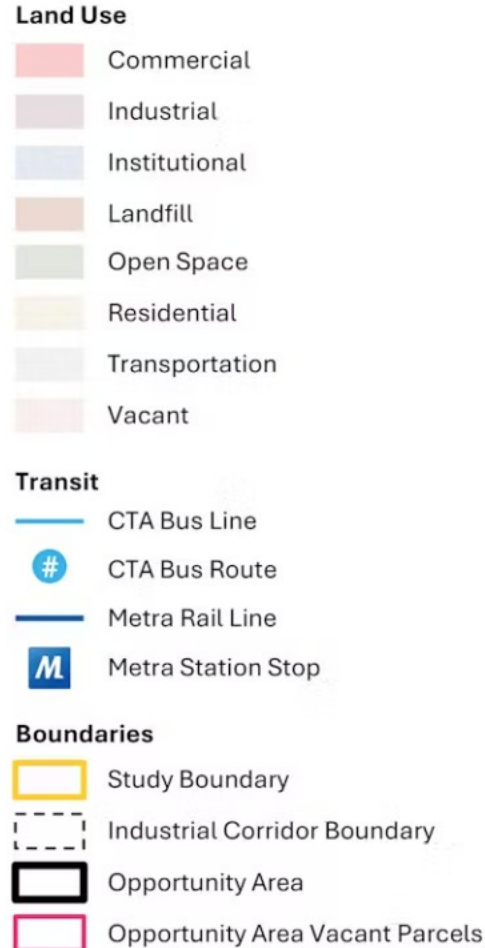 Land Use
Commercial
Industrial
Institutional
Landfill
Open Space
Residential
Transportation
Vacant
Transit
CTA Bus Line
# CTA Bus Route
Metra Rail Line
M Metra Station Stop
Boundaries
Study Boundary
Industrial Corridor Boundary
Opportunity Area
Opportunity Area Vacant Parcels